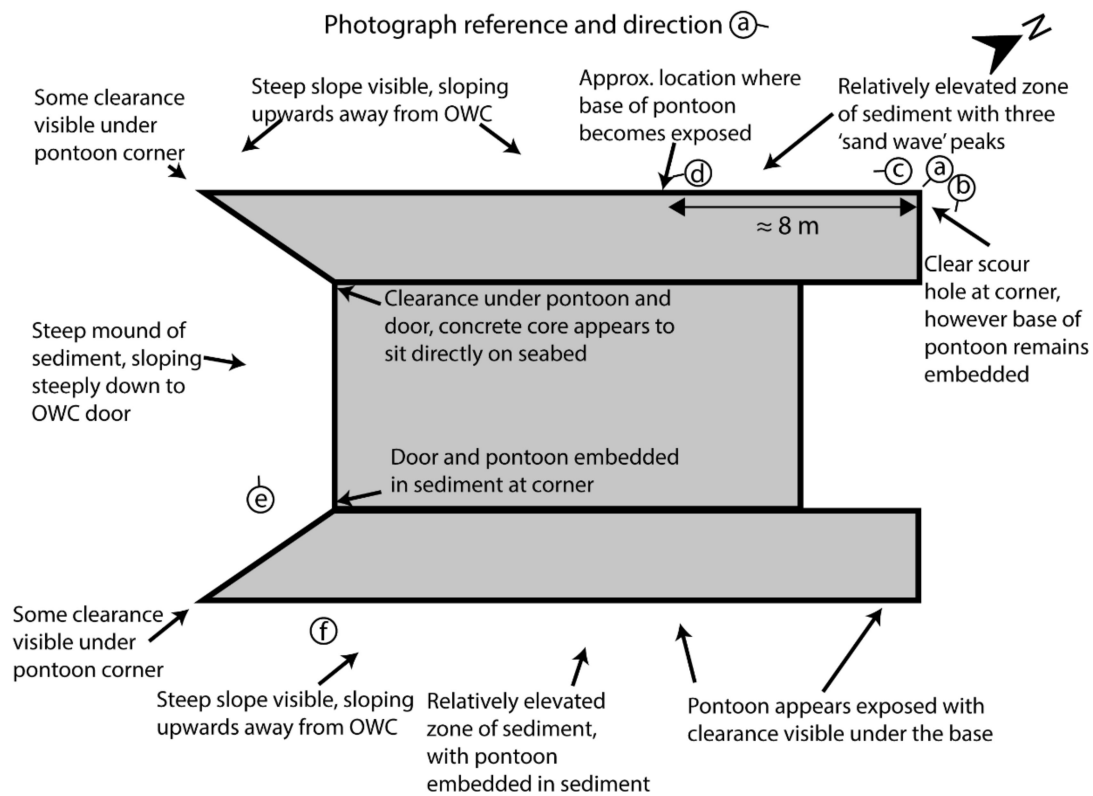 Photograph reference and direction a
N
Some clearance
visible under
pontoon corner
Steep slope visible, sloping
upwards away from OWC
Approx. location where
base of pontoon
becomes exposed
Relatively elevated zone
of sediment with three
‘sand wave’ peaks
d
c
a
b
≈ 8 m
Clear scour
hole at corner,
however base of
pontoon remains
embedded
Clearance under pontoon and
door, concrete core appears to
sit directly on seabed
Steep mound of
sediment, sloping
steeply down to
OWC door
Door and pontoon embedded
in sediment at corner
e
Some clearance
visible under
pontoon corner
f
Steep slope visible, sloping
upwards away from OWC
Relatively elevated
zone of sediment,
with pontoon
embedded in sediment
Pontoon appears exposed with
clearance visible under the base